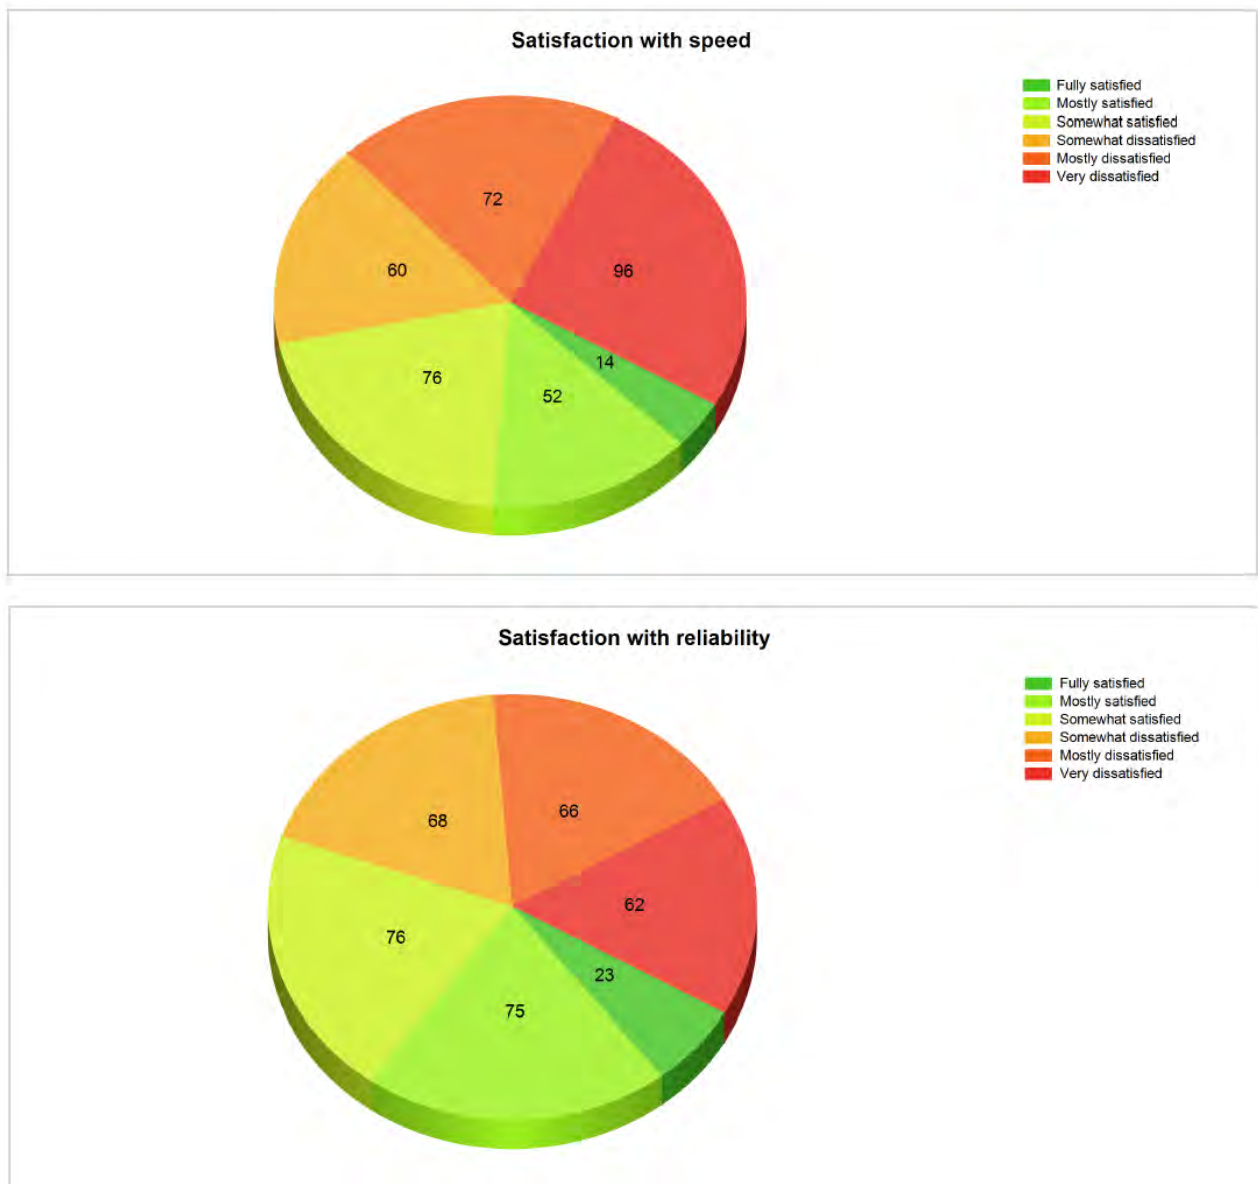 Satisfaction with speed
Fully satisfied
Mostly satisfied
Somewhat satisfied
Somewhat dissatisfied
Mostly dissatisfied
Very dissatisfied
72
60
96
14
76
52
Satisfaction with reliability
Fully satisfied
Mostly satisfied
Somewhat satisfied
Somewhat dissatisfied
Mostly dissatisfied
Very dissatisfied
66
68
62
76
23
75